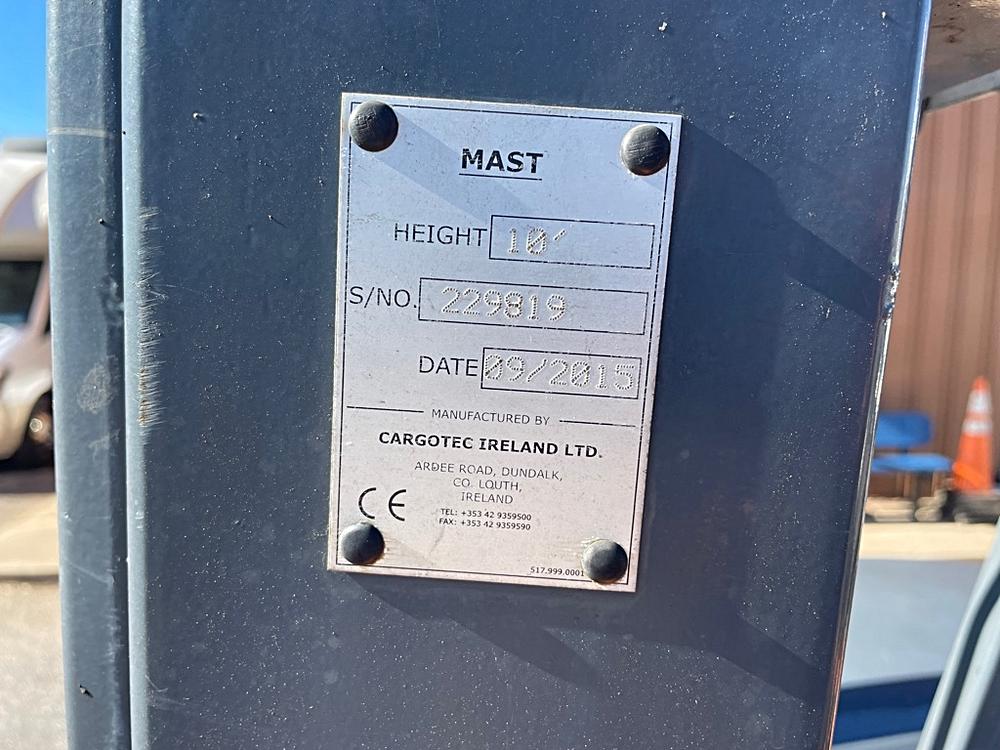 MAST
HEIGHT 10'
S/NO. 229819
DATE 09/2015
MANUFACTURED BY
CARGOTEC IRELAND LTD.
ARDEE ROAD, DUNDALK,
CO. LOUTH,
IRELAND
CE
TEL: +353 42 9359500
FAX: +353 42 9359590
517.999.0001